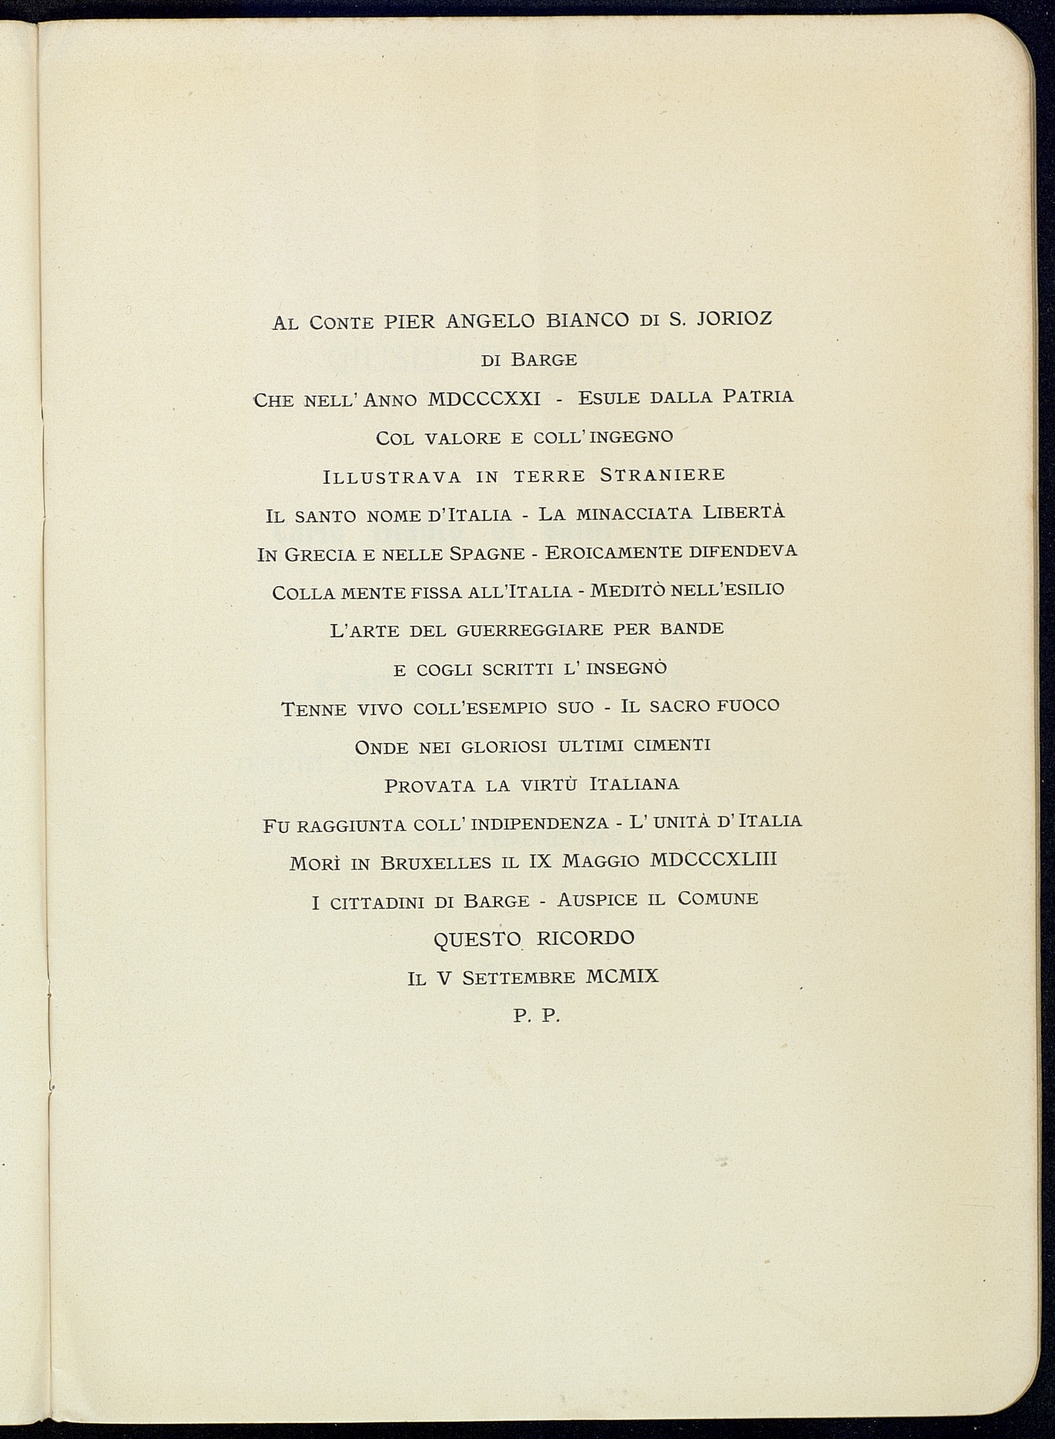 Al Conte PIER ANGELO BIANCO di S. JORIOZ
di Barge
Che nell' Anno MDCCCXXI - Esule dalla Patria
Col valore e coll' ingegno
Illustrava in terre Straniere
Il santo nome d'Italia - La minacciata Libertà
In Grecia e nelle Spagne - Eroicamente difendeva
Colla mente fissa all'Italia - Meditò nell'esilio
L'arte del guerreggiare per bande
e cogli scritti l' insegnò
Tenne vivo coll'esempio suo - Il sacro fuoco
Onde nei gloriosi ultimi cimenti
Provata la virtù Italiana
Fu raggiunta coll' indipendenza - L' unità d' Italia
Morì in Bruxelles il IX Maggio MDCCCXLIII
I cittadini di Barge - Auspice il Comune
QUESTO RICORDO
Il V Settembre MCMIX
P. P.